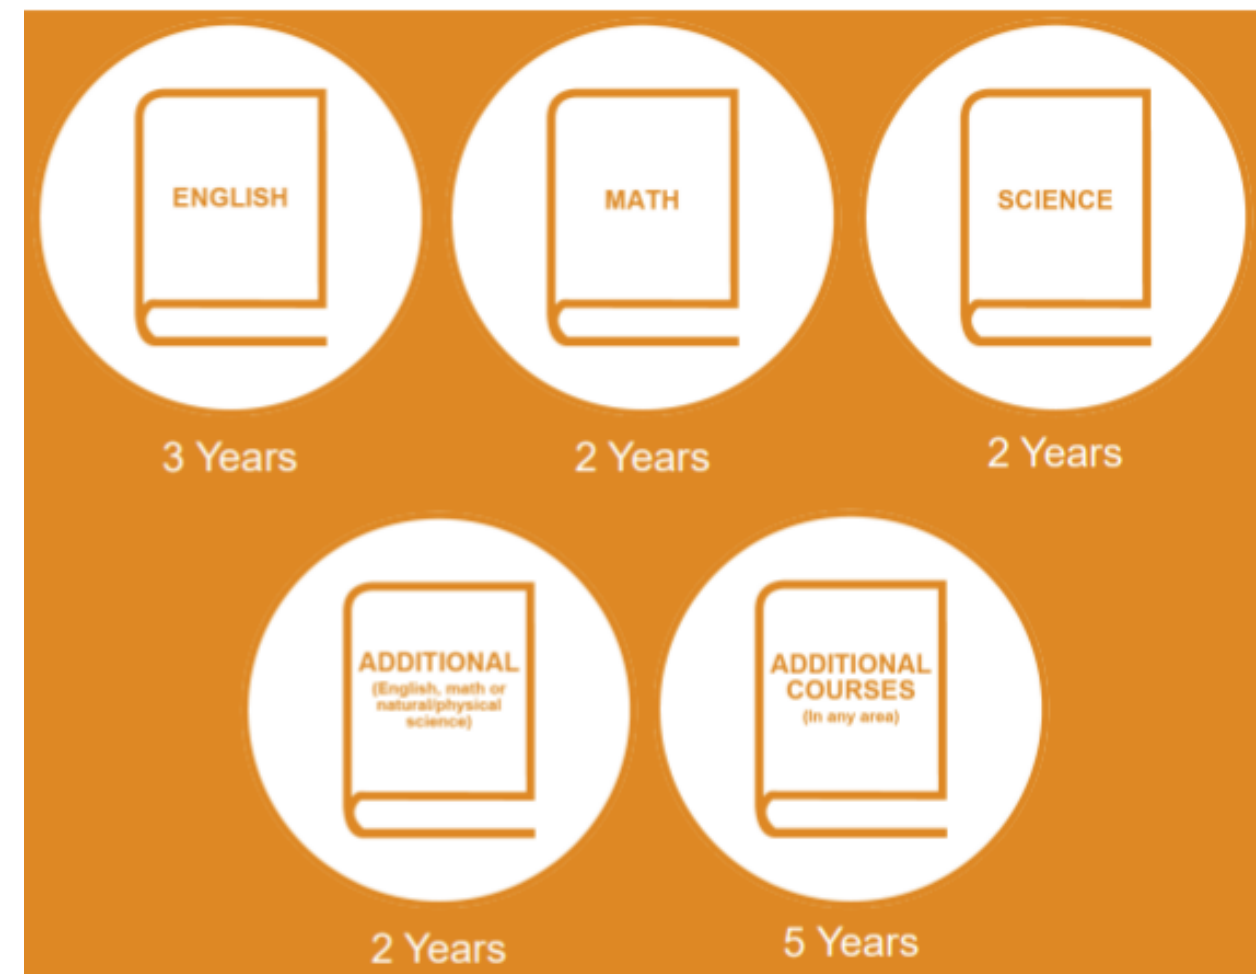 ENGLISH
MATH
SCIENCE
3 Years
2 Years
2 Years
ADDITIONAL
(English, math or
natural/physical
science)
ADDITIONAL
COURSES
(In any area)
2 Years
5 Years